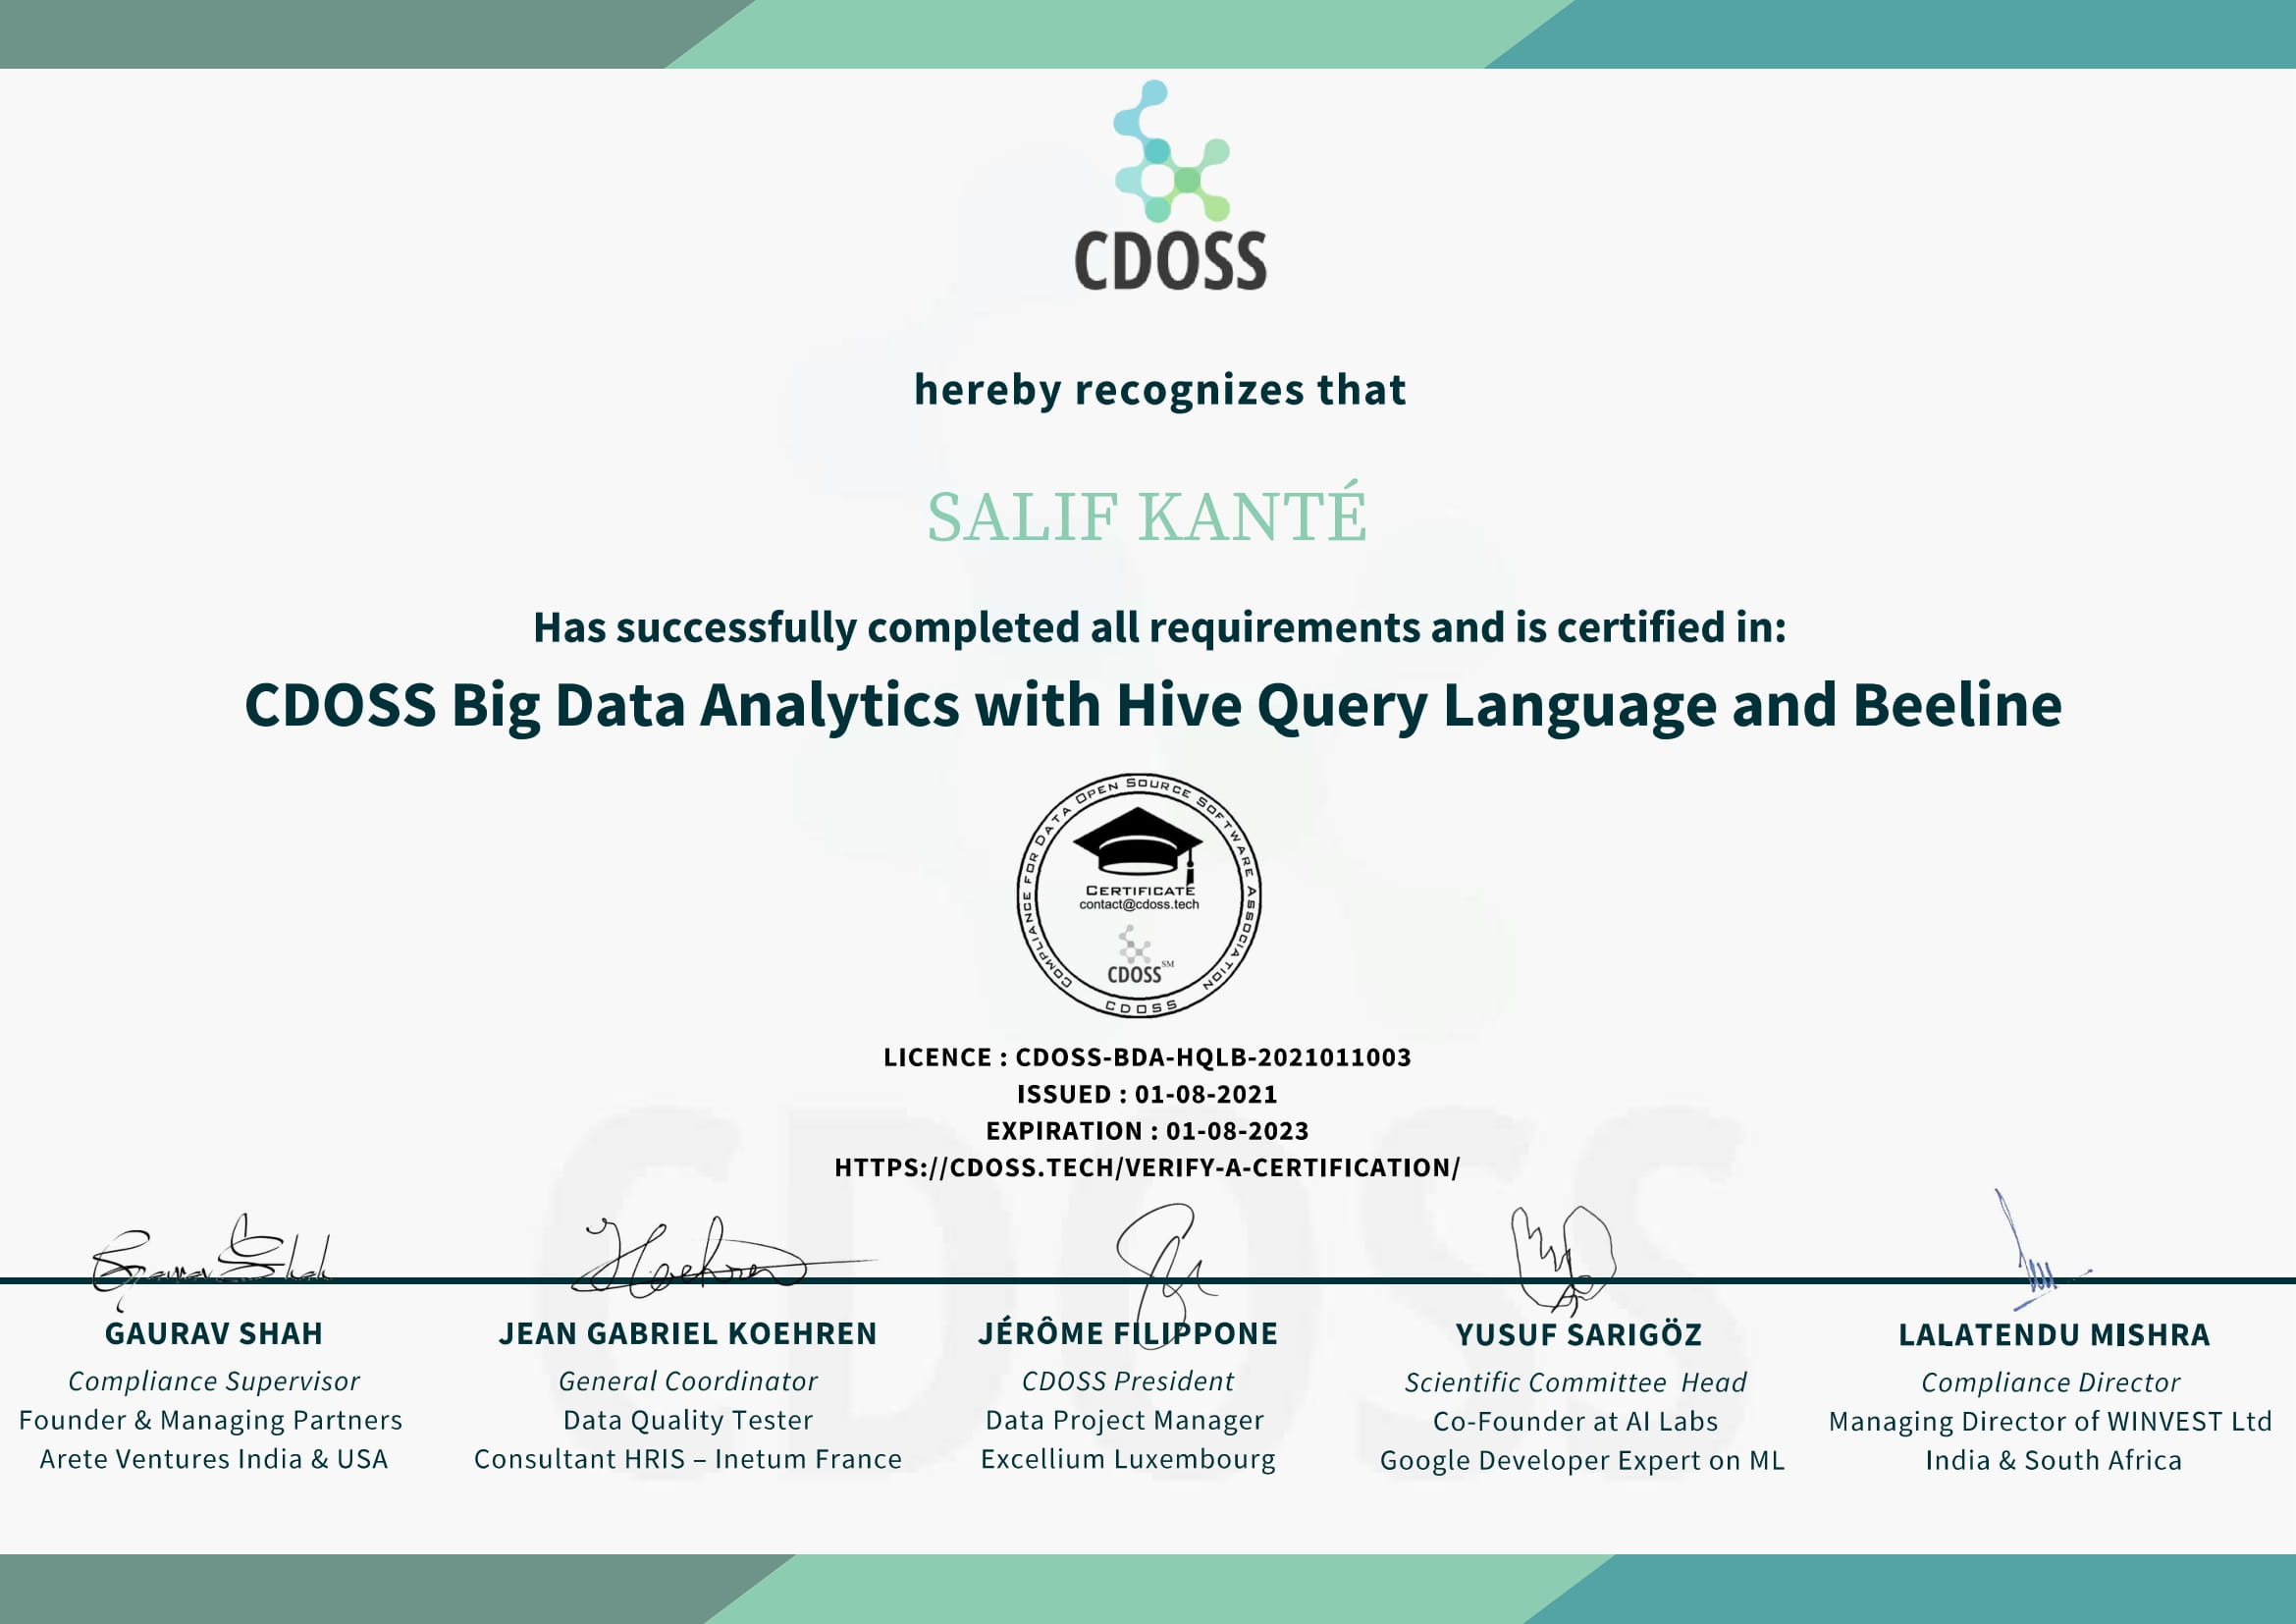 CDOSS
hereby recognizes that
SALIF KANTÉ
Has successfully completed all requirements and is certified in:
CDOSS Big Data Analytics with Hive Query Language and Beeline
COMPLIANCE FOR DATA OPEN SOURCE SOFTWARE ASSOCIATION
CERTIFICATE
contact@cdoss.tech
CDOSS SM
CDOSS
LICENCE : CDOSS-BDA-HQLB-2021011003
ISSUED : 01-08-2021
EXPIRATION : 01-08-2023
HTTPS://CDOSS.TECH/VERIFY-A-CERTIFICATION/
CDOSS
Gaurav Shah
Koehren
GAURAV SHAH
Compliance Supervisor
Founder & Managing Partners
Arete Ventures India & USA
JEAN GABRIEL KOEHREN
General Coordinator
Data Quality Tester
Consultant HRIS – Inetum France
JÉRÔME FILIPPONE
CDOSS President
Data Project Manager
Excellium Luxembourg
YUSUF SARIGÖZ
Scientific Committee Head
Co-Founder at AI Labs
Google Developer Expert on ML
LALATENDU MISHRA
Compliance Director
Managing Director of WINVEST Ltd
India & South Africa